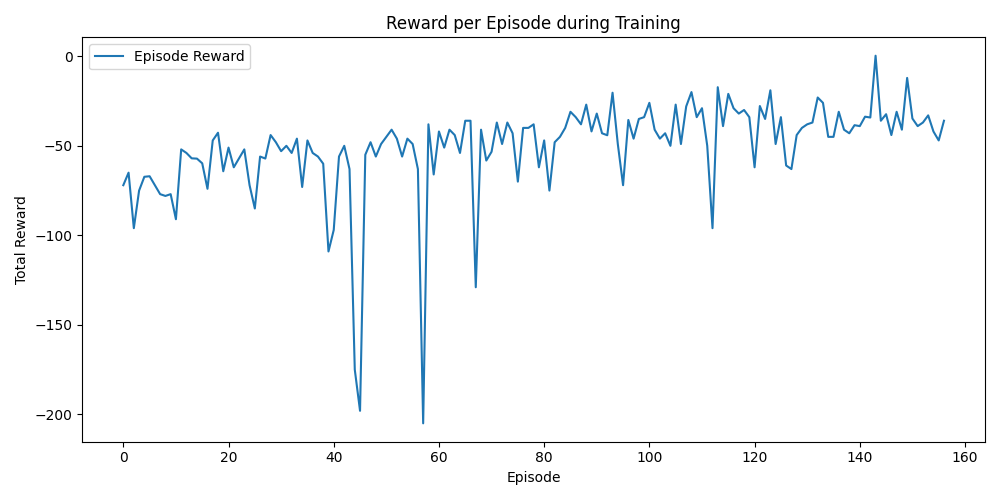 Reward per Episode during Training
Episode Reward
Total Reward
0
−50
−100
−150
−200
0 20 40 60 80 100 120 140 160
Episode